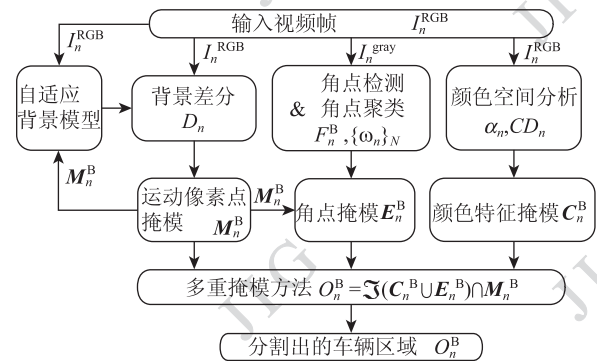 输入视频帧 I_n^RGB
I_n^RGB I_n^RGB I_n^gray I_n^RGB
自适应
背景模型
背景差分
D_n
角点检测
& 角点聚类
F_n^B ,{ω_n}_N
颜色空间分析
α_n,CD_n
M_n^B
运动像素点
掩模 M_n^B
M_n^B
角点掩模E_n^B
颜色特征掩模 C_n^B
多重掩模方法 O_n^B =ℑ(C_n^B∪E_n^B)∩M_n^B
分割出的车辆区域 O_n^B
JIG
JIG
JIG